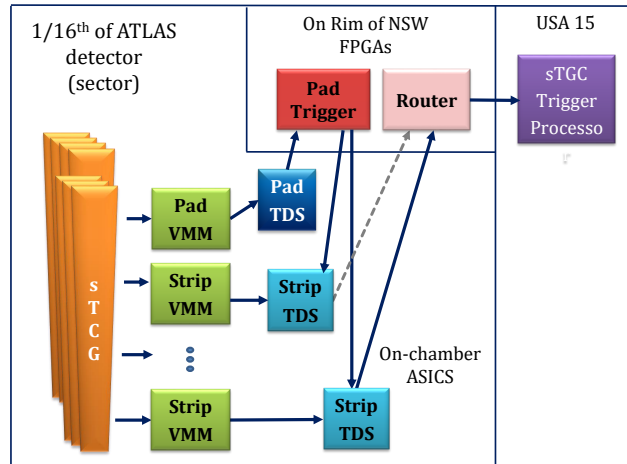 1/16th of ATLAS
detector
(sector)
On Rim of NSW
FPGAs
USA 15
Pad
Trigger
Router
sTGC
Trigger
Processo
r
s
T
C
G
Pad
VMM
Pad
TDS
Strip
VMM
Strip
TDS
On-chamber
ASICS
Strip
VMM
Strip
TDS